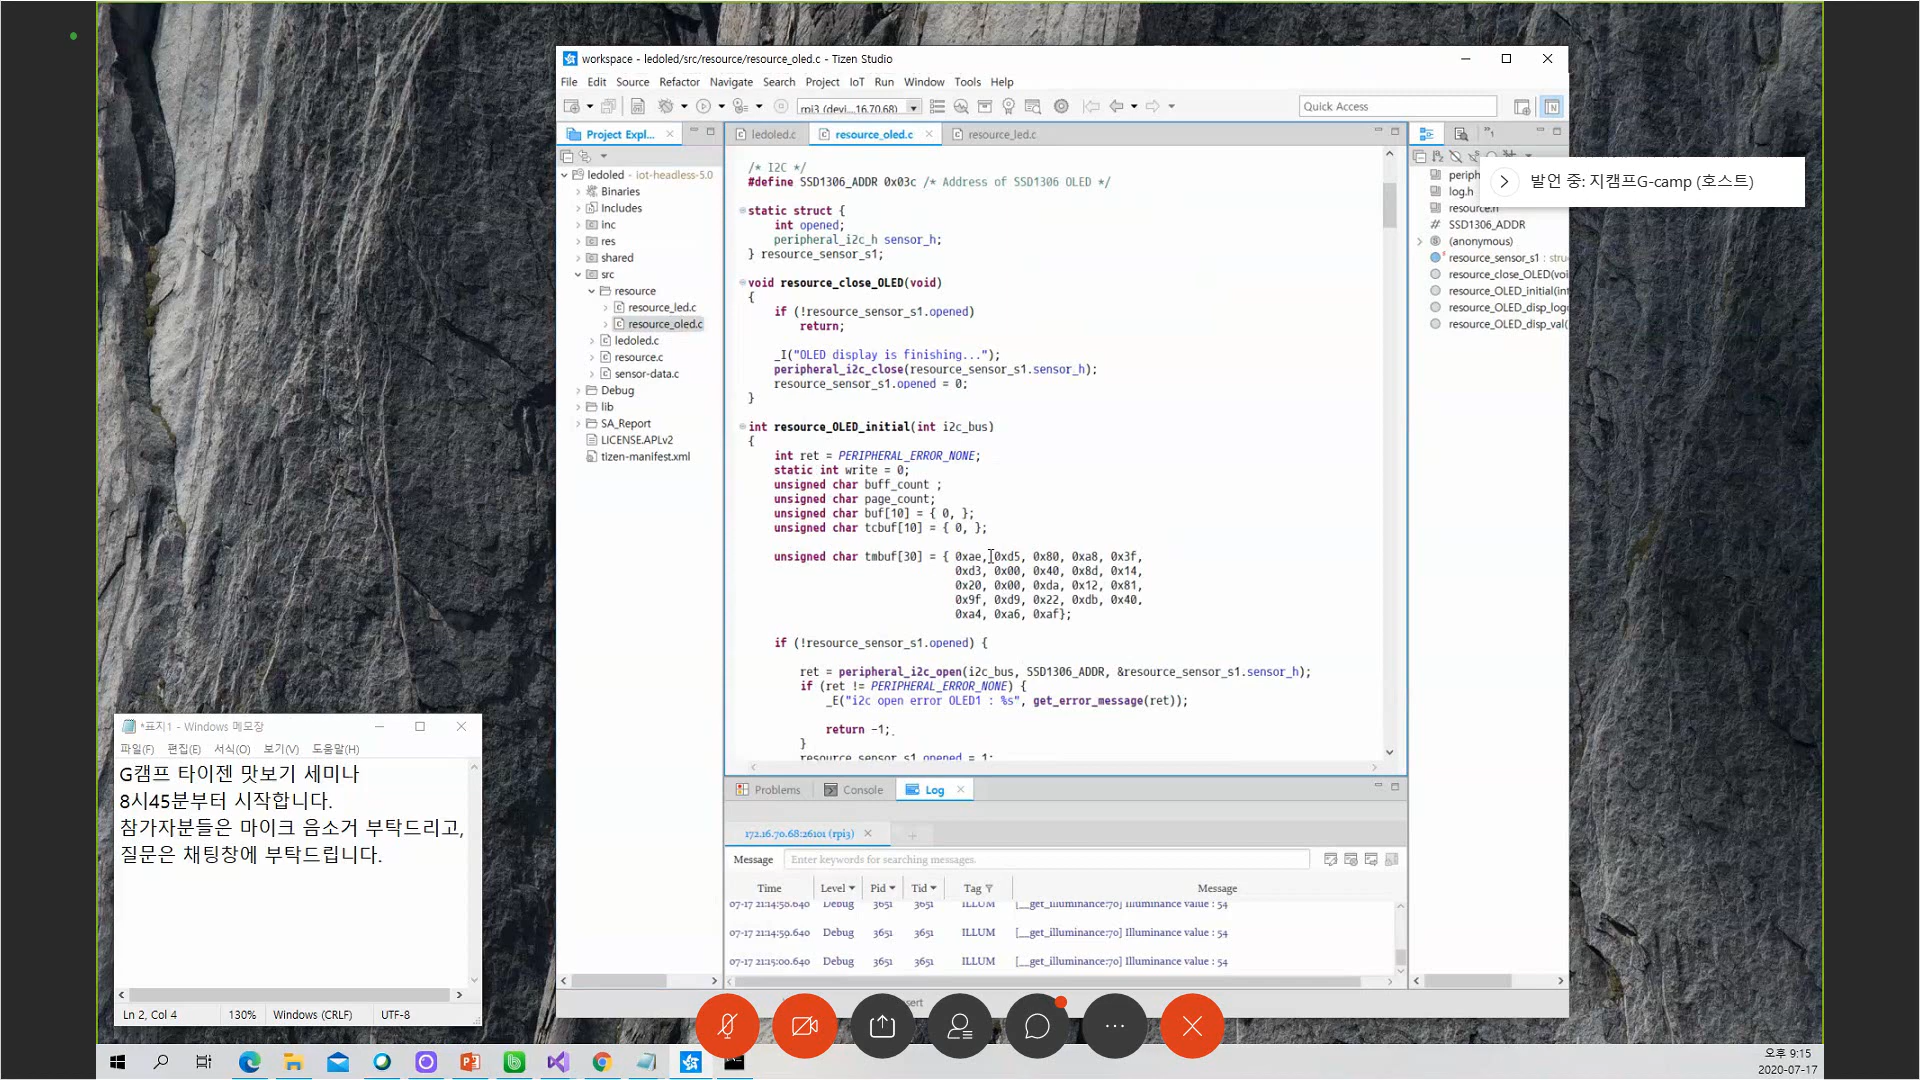 workspace - ledoled/src/resource/resource_oled.c - Tizen Studio
File Edit Source Refactor Navigate Search Project IoT Run Window Tools Help
rpi3 (devi...16.70.68)
Quick Access
Project Expl...
ledoled.c
resource_oled.c
resource_led.c
ledoled - iot-headless-5.0
Binaries
Includes
inc
res
shared
src
resource
resource_led.c
resource_oled.c
ledoled.c
resource.c
sensor-data.c
Debug
lib
SA_Report
LICENSE.APLv2
tizen-manifest.xml
/* I2C */
#define SSD1306_ADDR 0x03c /* Address of SSD1306 OLED */
static struct {
int opened;
peripheral_i2c_h sensor_h;
} resource_sensor_s1;
void resource_close_OLED(void)
{
if (!resource_sensor_s1.opened)
return;
_I("OLED display is finishing...");
peripheral_i2c_close(resource_sensor_s1.sensor_h);
resource_sensor_s1.opened = 0;
}
int resource_OLED_initial(int i2c_bus)
{
int ret = PERIPHERAL_ERROR_NONE;
static int write = 0;
unsigned char buff_count ;
unsigned char page_count;
unsigned char buf[10] = { 0, };
unsigned char tcbuf[10] = { 0, };
unsigned char tmbuf[30] = { 0xae, 0xd5, 0x80, 0xa8, 0x3f,
0xd3, 0x00, 0x40, 0x8d, 0x14,
0x20, 0x00, 0xda, 0x12, 0x81,
0x9f, 0xd9, 0x22, 0xdb, 0x40,
0xa4, 0xa6, 0xaf};
if (!resource_sensor_s1.opened) {
ret = peripheral_i2c_open(i2c_bus, SSD1306_ADDR, &resource_sensor_s1.sensor_h);
if (ret != PERIPHERAL_ERROR_NONE) {
_E("i2c open error OLED1 : %s", get_error_message(ret));
return -1;
}
resource_sensor_s1.opened = 1;
periph
log.h
resource.h
SSD1306_ADDR
(anonymous)
resource_sensor_s1 : struc
resource_close_OLED(voi
resource_OLED_initial(int
resource_OLED_disp_logo
resource_OLED_disp_val(
발언 중: 지캠프G-camp (호스트)
Problems Console Log
172.16.70.68:26101 (rpi3)
Message Enter keywords for searching messages.
Time Level Pid Tid Tag Message
07-17 21:14:58.640 Debug 3651 3651 ILLUM [__get_illuminance:70] Illuminance value : 54
07-17 21:14:59.640 Debug 3651 3651 ILLUM [__get_illuminance:70] Illuminance value : 54
07-17 21:15:00.640 Debug 3651 3651 ILLUM [__get_illuminance:70] Illuminance value : 54
*표지1 - Windows 메모장
파일(F) 편집(E) 서식(O) 보기(V) 도움말(H)
G캠프 타이젠 맛보기 세미나
8시45분부터 시작합니다.
참가자분들은 마이크 음소거 부탁드리고,
질문은 채팅창에 부탁드립니다.
Ln 2, Col 4 130% Windows (CRLF) UTF-8
오후 9:15
2020-07-17